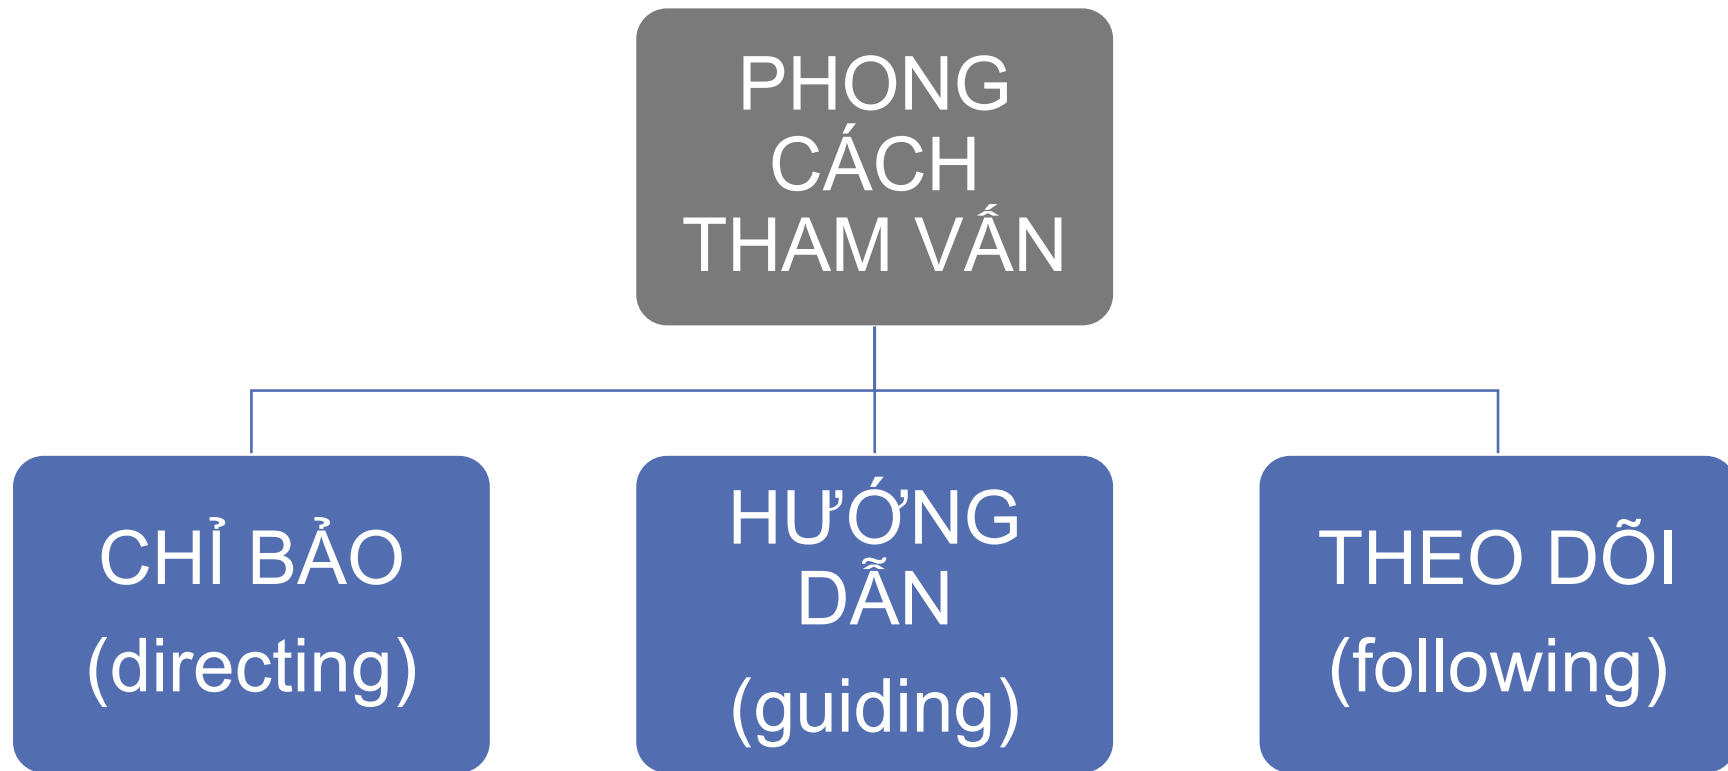 PHONG
CÁCH
THAM VẤN
CHỈ BẢO
(directing)
HƯỚNG
DẪN
(guiding)
THEO DÕI
(following)